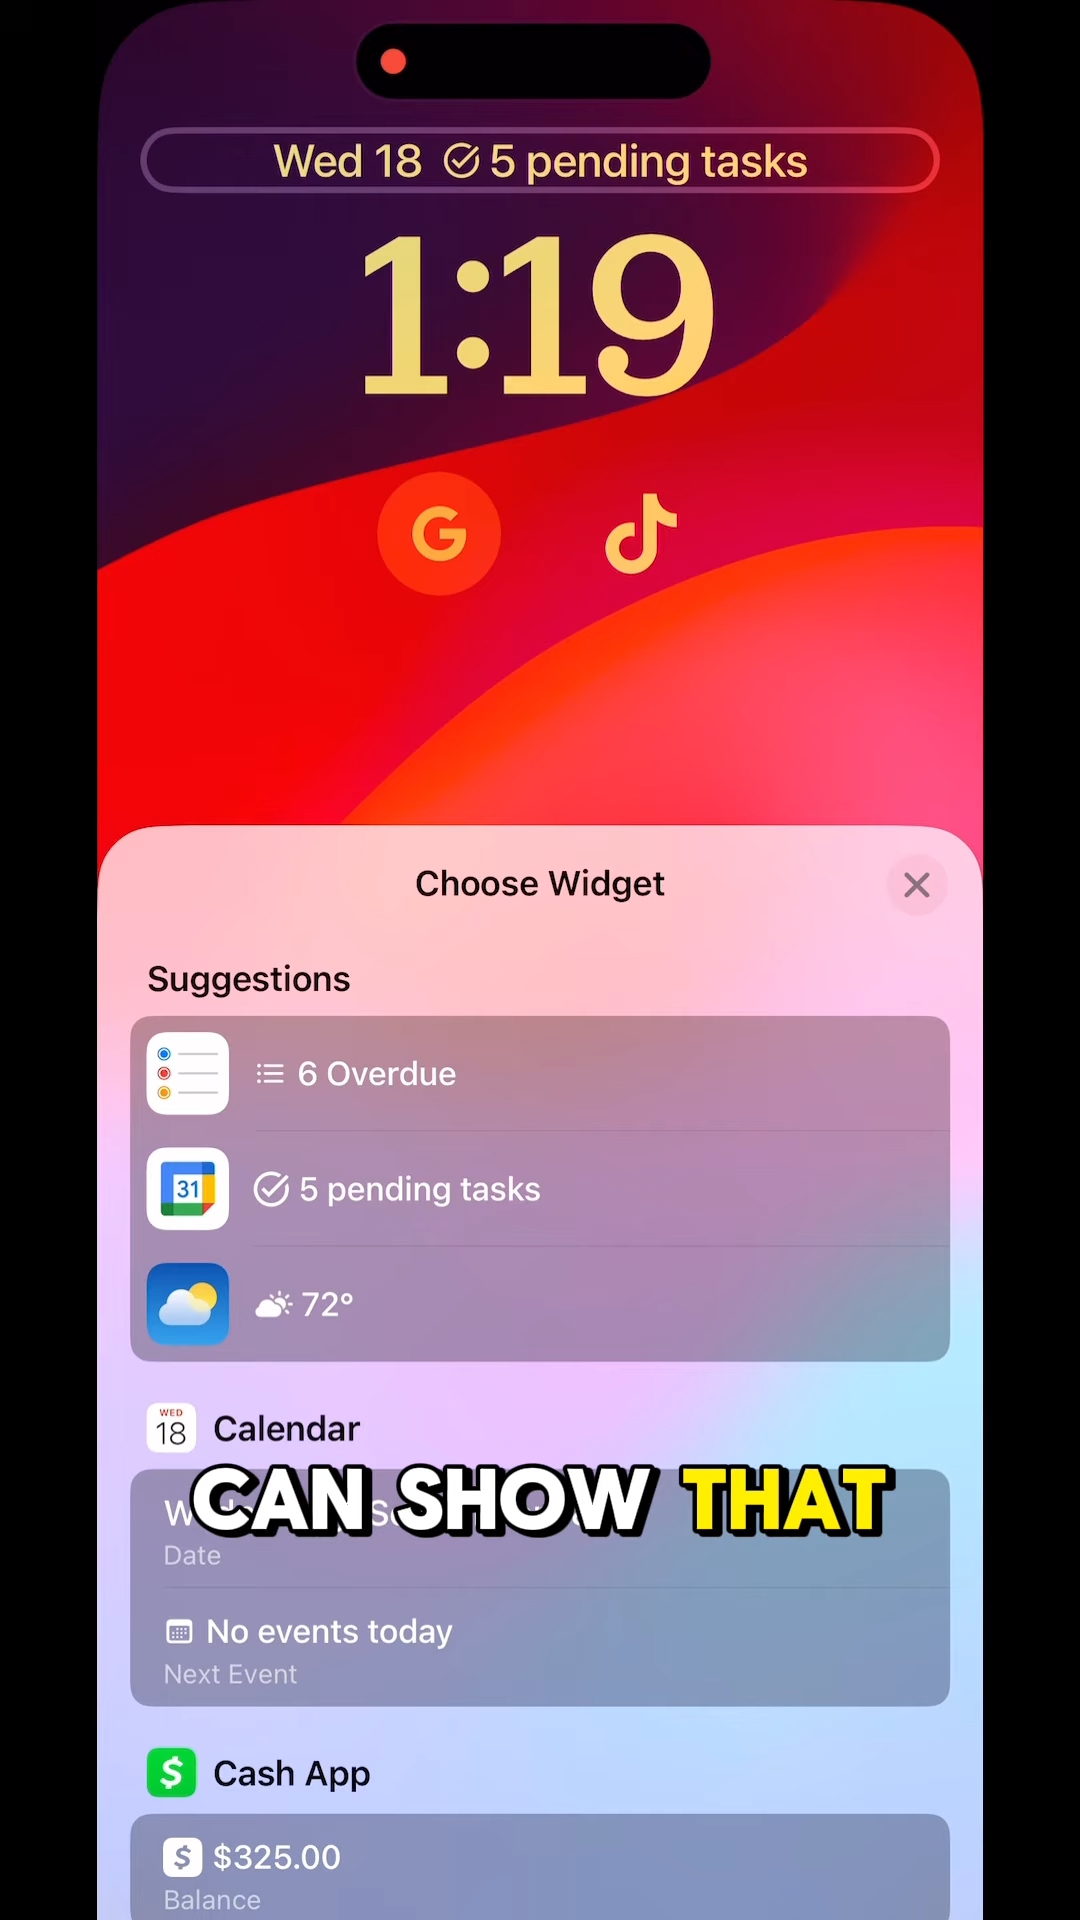 Wed 18 5 pending tasks
1:19
G
Choose Widget
Suggestions
6 Overdue
31
5 pending tasks
72°
WED
18
Calendar
CAN SHOW THAT
Date
No events today
Next Event
$
Cash App
$
$325.00
Balance